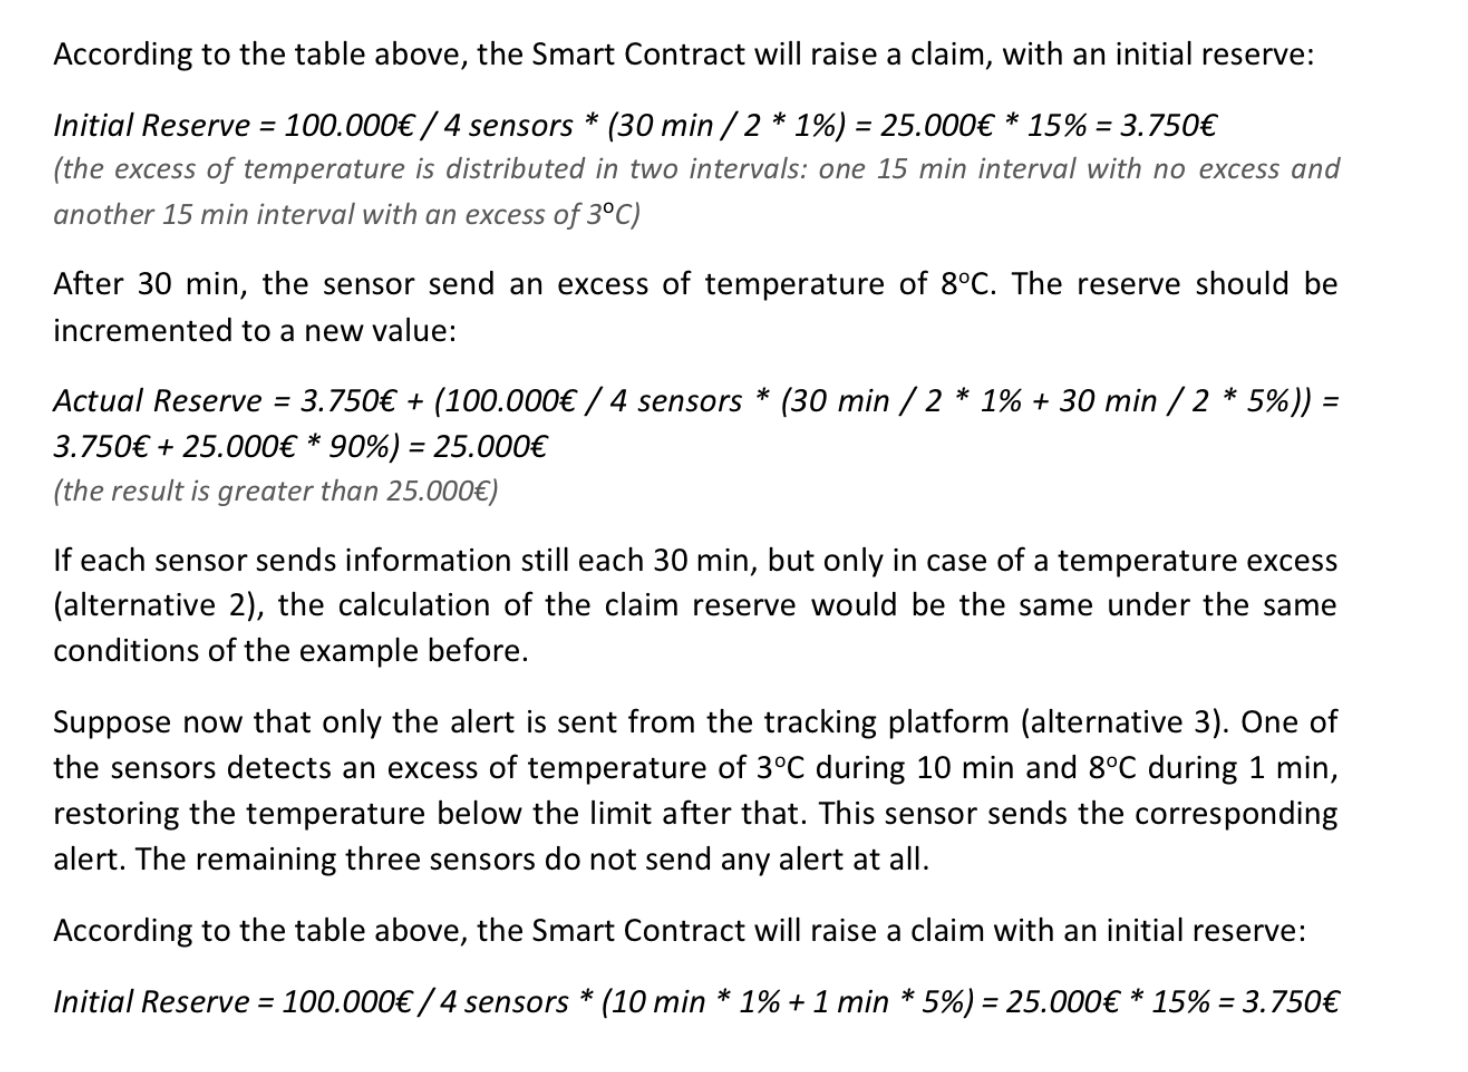 According to the table above, the Smart Contract will raise a claim, with an initial reserve:
Initial Reserve = 100.000€ / 4 sensors * (30 min / 2 * 1%) = 25.000€ * 15% = 3.750€
(the excess of temperature is distributed in two intervals: one 15 min interval with no excess and
another 15 min interval with an excess of 3ºC)
After 30 min, the sensor send an excess of temperature of 8ºC. The reserve should be
incremented to a new value:
Actual Reserve = 3.750€ + (100.000€ / 4 sensors * (30 min / 2 * 1% + 30 min / 2 * 5%)) =
3.750€ + 25.000€ * 90%) = 25.000€
(the result is greater than 25.000€)
If each sensor sends information still each 30 min, but only in case of a temperature excess
(alternative 2), the calculation of the claim reserve would be the same under the same
conditions of the example before.
Suppose now that only the alert is sent from the tracking platform (alternative 3). One of
the sensors detects an excess of temperature of 3ºC during 10 min and 8ºC during 1 min,
restoring the temperature below the limit after that. This sensor sends the corresponding
alert. The remaining three sensors do not send any alert at all.
According to the table above, the Smart Contract will raise a claim with an initial reserve:
Initial Reserve = 100.000€ / 4 sensors * (10 min * 1% + 1 min * 5%) = 25.000€ * 15% = 3.750€